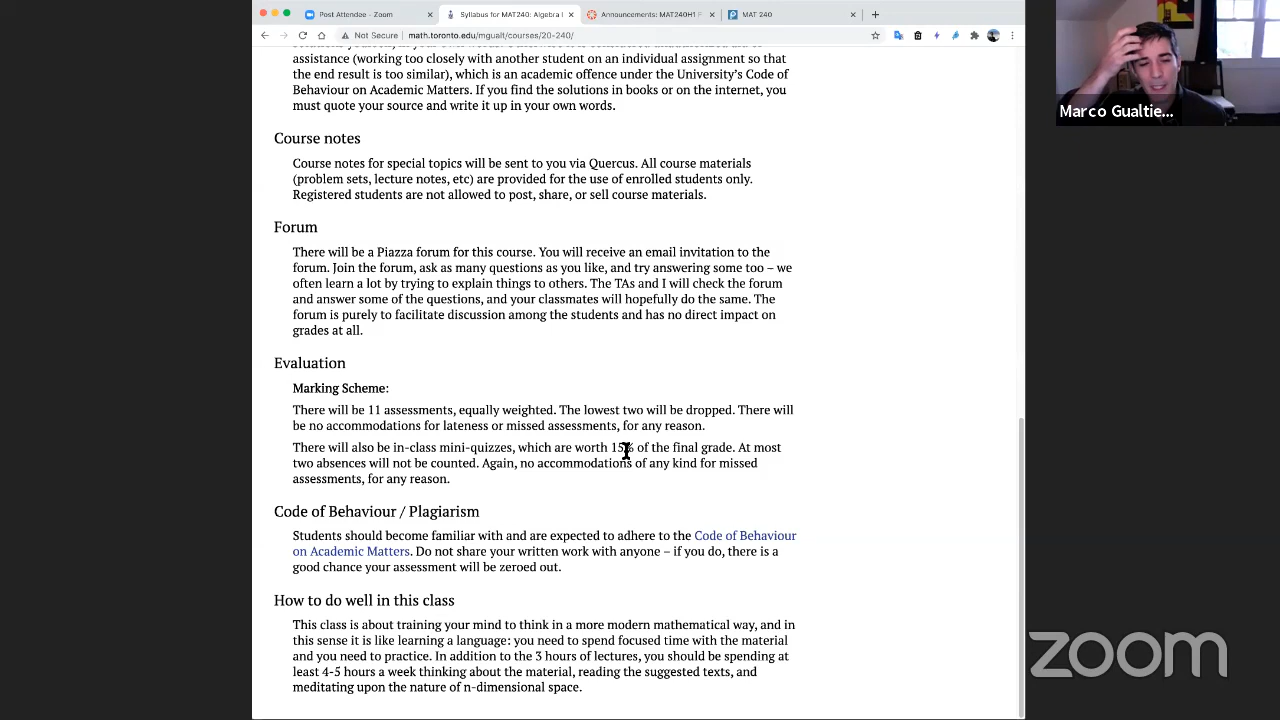 Post Attendee - Zoom
Syllabus for MAT240: Algebra I
Announcements: MAT240H1 F
MAT 240
Not Secure
math.toronto.edu/mgualt/courses/20-240/
assistance (working too closely with another student on an individual assignment so that
the end result is too similar), which is an academic offence under the University's Code of
Behaviour on Academic Matters. If you find the solutions in books or on the internet, you
must quote your source and write it up in your own words.
Course notes
Course notes for special topics will be sent to you via Quercus. All course materials
(problem sets, lecture notes, etc) are provided for the use of enrolled students only.
Registered students are not allowed to post, share, or sell course materials.
Forum
There will be a Piazza forum for this course. You will receive an email invitation to the
forum. Join the forum, ask as many questions as you like, and try answering some too – we
often learn a lot by trying to explain things to others. The TAs and I will check the forum
and answer some of the questions, and your classmates will hopefully do the same. The
forum is purely to facilitate discussion among the students and has no direct impact on
grades at all.
Evaluation
Marking Scheme:
There will be 11 assessments, equally weighted. The lowest two will be dropped. There will
be no accommodations for lateness or missed assessments, for any reason.
There will also be in-class mini-quizzes, which are worth 15% of the final grade. At most
two absences will not be counted. Again, no accommodations of any kind for missed
assessments, for any reason.
Code of Behaviour / Plagiarism
Students should become familiar with and are expected to adhere to the Code of Behaviour
on Academic Matters. Do not share your written work with anyone – if you do, there is a
good chance your assessment will be zeroed out.
How to do well in this class
This class is about training your mind to think in a more modern mathematical way, and in
this sense it is like learning a language: you need to spend focused time with the material
and you need to practice. In addition to the 3 hours of lectures, you should be spending at
least 4-5 hours a week thinking about the material, reading the suggested texts, and
meditating upon the nature of n-dimensional space.
Marco Gualtie...
zoom